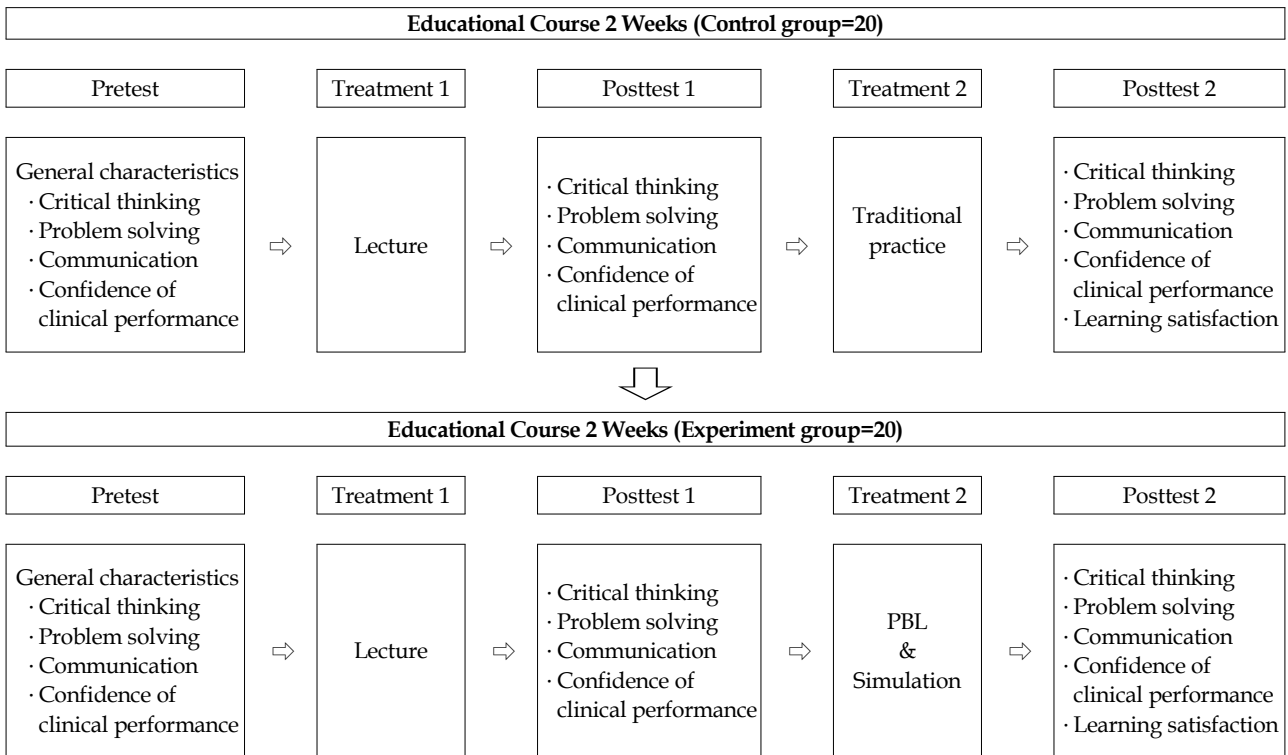 Educational Course 2 Weeks (Control group=20)
Pretest
Treatment 1
Posttest 1
Treatment 2
Posttest 2
General characteristics
· Critical thinking
· Problem solving
· Communication
· Confidence of
clinical performance
⇨
Lecture
⇨
· Critical thinking
· Problem solving
· Communication
· Confidence of
clinical performance
⇨
Traditional
practice
⇨
· Critical thinking
· Problem solving
· Communication
· Confidence of
clinical performance
· Learning satisfaction
Educational Course 2 Weeks (Experiment group=20)
Pretest
Treatment 1
Posttest 1
Treatment 2
Posttest 2
General characteristics
· Critical thinking
· Problem solving
· Communication
· Confidence of
clinical performance
⇨
Lecture
⇨
· Critical thinking
· Problem solving
· Communication
· Confidence of
clinical performance
⇨
PBL
&
Simulation
⇨
· Critical thinking
· Problem solving
· Communication
· Confidence of
clinical performance
· Learning satisfaction